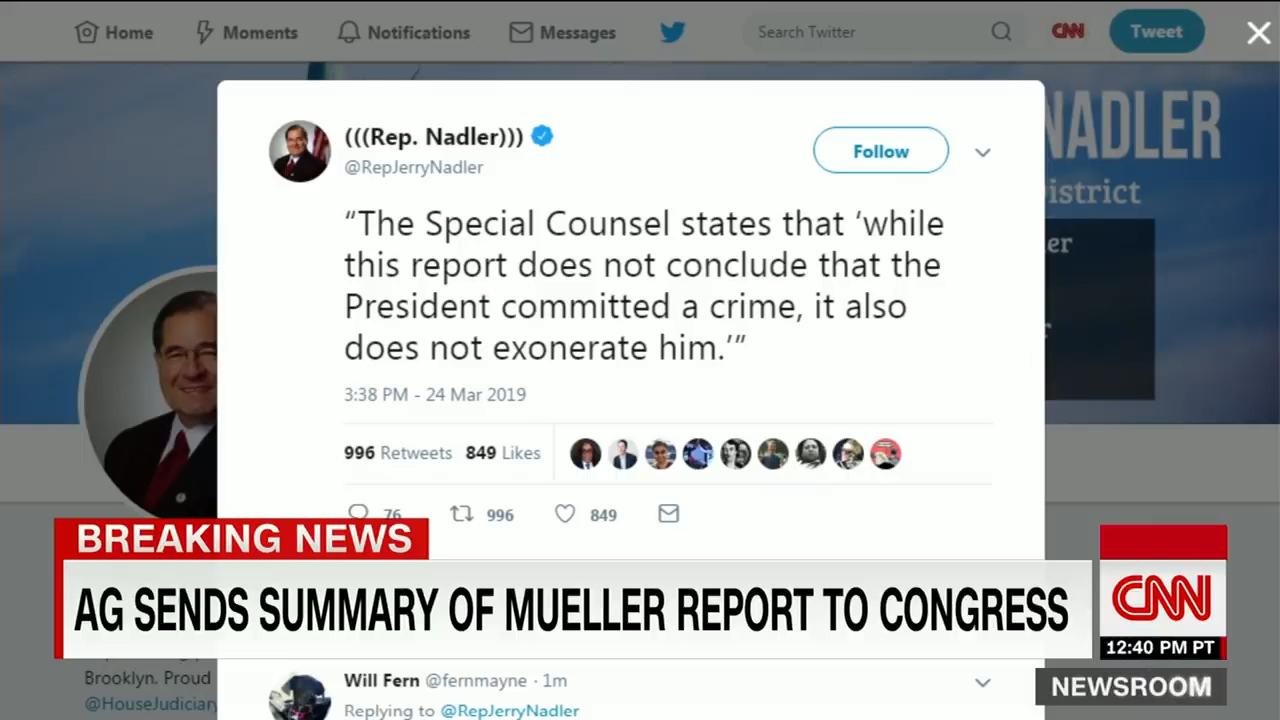 Home
Moments
Notifications
Messages
Search Twitter
CNN
Tweet
NADLER
District
er
(((Rep. Nadler)))
@RepJerryNadler
Follow
“The Special Counsel states that ‘while
this report does not conclude that the
President committed a crime, it also
does not exonerate him.’”
3:38 PM - 24 Mar 2019
996 Retweets 849 Likes
76 996 849
BREAKING NEWS
AG SENDS SUMMARY OF MUELLER REPORT TO CONGRESS
CNN
12:40 PM PT
NEWSROOM
Brooklyn. Proud
@HouseJudiciary
Will Fern @fernmayne · 1m
Replying to @RepJerryNadler